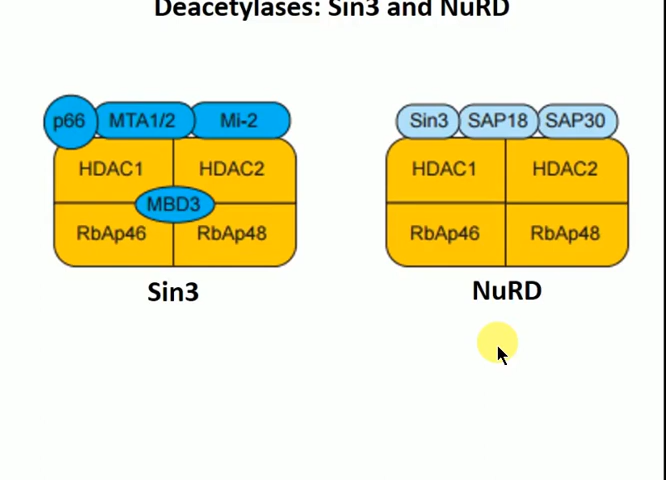 Deacetylases: Sin3 and NuRD
p66 MTA1/2 Mi-2
HDAC1 HDAC2
MBD3
RbAp46 RbAp48
Sin3
Sin3 SAP18 SAP30
HDAC1 HDAC2
RbAp46 RbAp48
NuRD